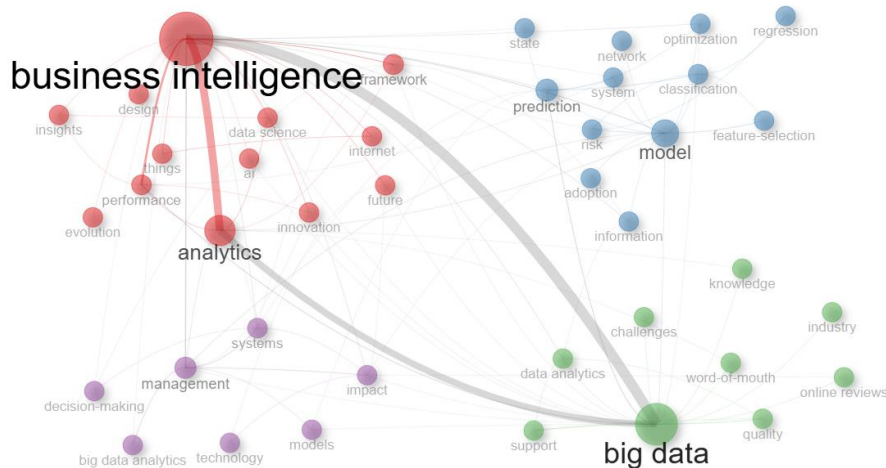 state
regression
optimization
network
business intelligence
framework
system
classification
prediction
design
insights
data science
risk
feature-selection
internet
model
things
ai
adoption
performance
future
evolution
innovation
information
analytics
knowledge
challenges
industry
systems
data analytics
word-of-mouth
management
impact
online reviews
decision-making
quality
support
models
big data
big data analytics
technology